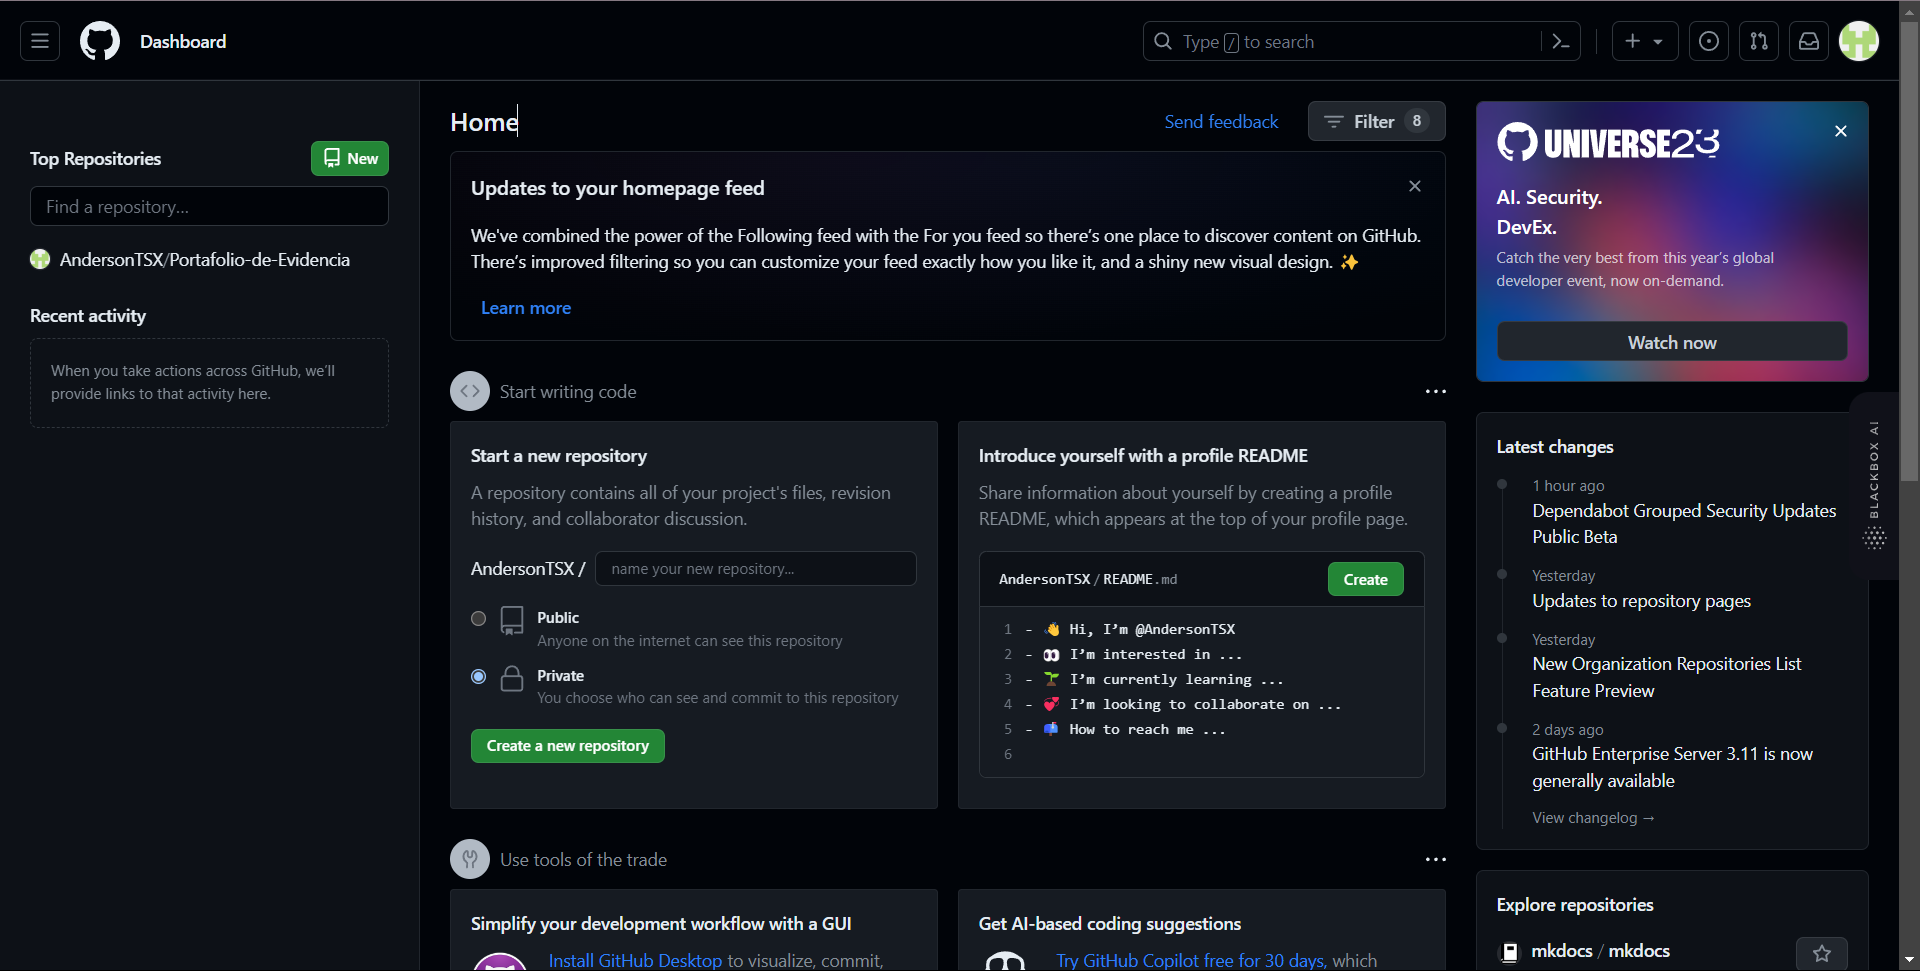 Dashboard
Type / to search
Top Repositories
New
Find a repository...
AndersonTSX/Portafolio-de-Evidencia
Recent activity
When you take actions across GitHub, we'll
provide links to that activity here.
Home
Send feedback
Filter 8
Updates to your homepage feed
We've combined the power of the Following feed with the For you feed so there's one place to discover content on GitHub.
There's improved filtering so you can customize your feed exactly how you like it, and a shiny new visual design. ✨
Learn more
Start writing code
Start a new repository
A repository contains all of your project's files, revision
history, and collaborator discussion.
AndersonTSX /
name your new repository...
Public
Anyone on the internet can see this repository
Private
You choose who can see and commit to this repository
Create a new repository
Introduce yourself with a profile README
Share information about yourself by creating a profile
README, which appears at the top of your profile page.
AndersonTSX / README.md
Create
1 - 👋 Hi, I’m @AndersonTSX
2 - 👀 I’m interested in ...
3 - 🌱 I’m currently learning ...
4 - 💞️ I’m looking to collaborate on ...
5 - 📫 How to reach me ...
6
Use tools of the trade
Simplify your development workflow with a GUI
Install GitHub Desktop to visualize, commit,
Get AI-based coding suggestions
Try GitHub Copilot free for 30 days, which
UNIVERSE23
AI. Security.
DevEx.
Catch the very best from this year's global
developer event, now on-demand.
Watch now
Latest changes
1 hour ago
Dependabot Grouped Security Updates
Public Beta
Yesterday
Updates to repository pages
Yesterday
New Organization Repositories List
Feature Preview
2 days ago
GitHub Enterprise Server 3.11 is now
generally available
View changelog →
Explore repositories
mkdocs / mkdocs
BLACKBOX AI